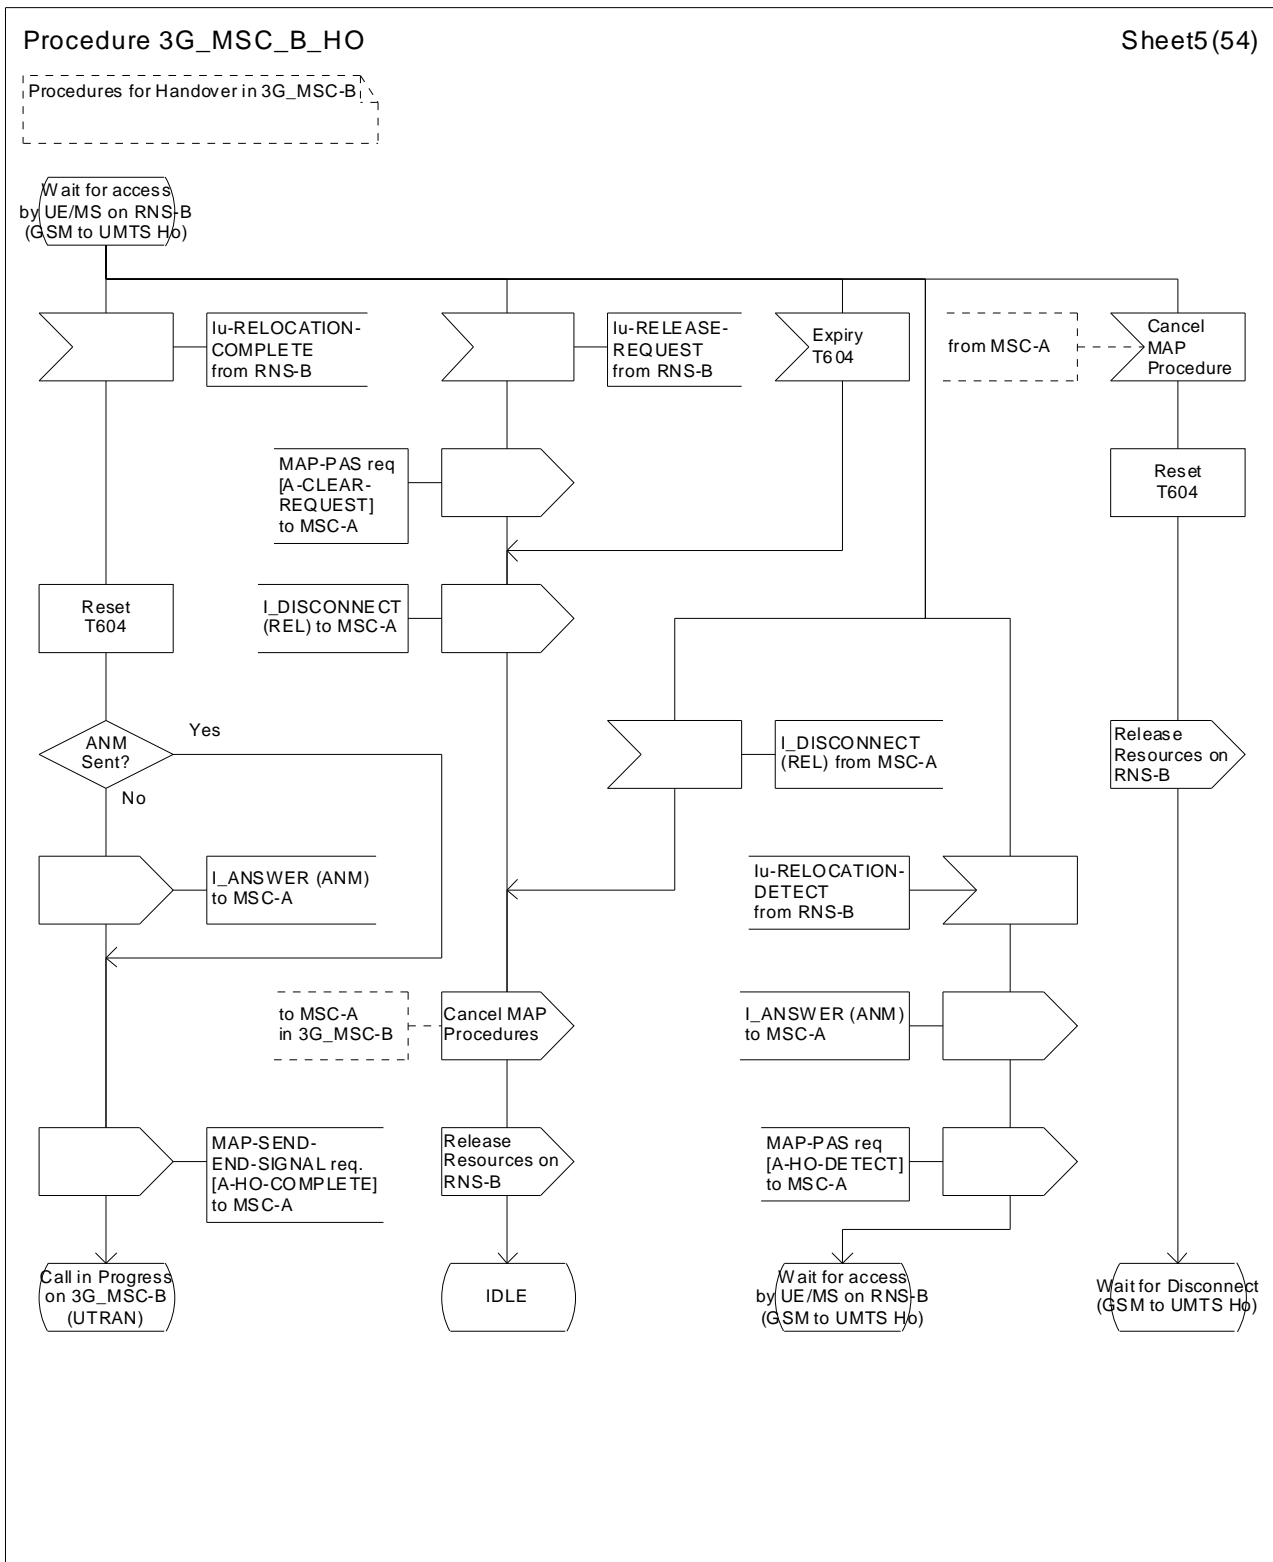 Procedure 3G_MSC_B_HO
Sheet5(54)
Procedures for Handover in 3G_MSC-B
Wait for access
by UE/MS on RNS-B
(GSM to UMTS Ho)
Iu-RELOCATION-
COMPLETE
from RNS-B
Iu-RELEASE-
REQUEST
from RNS-B
Expiry
T604
from MSC-A
Cancel
MAP
Procedure
MAP-PAS req
[A-CLEAR-
REQUEST]
to MSC-A
Reset
T604
Reset
T604
I_DISCONNECT
(REL) to MSC-A
ANM
Sent?
Yes
No
I_DISCONNECT
(REL) from MSC-A
Release
Resources on
RNS-B
I_ANSWER (ANM)
to MSC-A
Iu-RELOCATION-
DETECT
from RNS-B
to MSC-A
in 3G_MSC-B
Cancel MAP
Procedures
I_ANSWER (ANM)
to MSC-A
MAP-SEND-
END-SIGNAL req.
[A-HO-COMPLETE]
to MSC-A
Release
Resources on
RNS-B
MAP-PAS req
[A-HO-DETECT]
to MSC-A
Call in Progress
on 3G_MSC-B
(UTRAN)
IDLE
Wait for access
by UE/MS on RNS-B
(GSM to UMTS Ho)
Wait for Disconnect
(GSM to UMTS Ho)